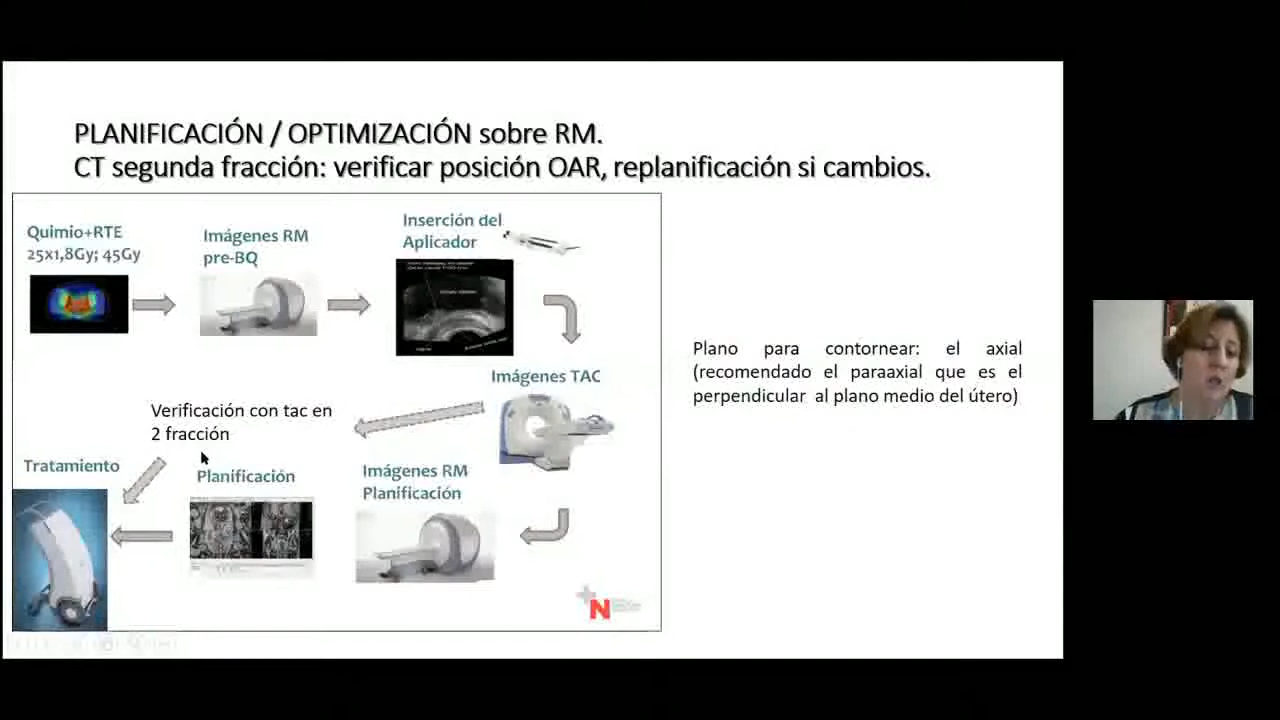 PLANIFICACIÓN / OPTIMIZACIÓN sobre RM.
CT segunda fracción: verificar posición OAR, replanificación si cambios.
Quimio+RTE
25x1,8Gy; 45Gy
Imágenes RM
pre-BQ
Inserción del
Aplicador
Imágenes TAC
Verificación con tac en
2 fracción
Tratamiento
Planificación
Imágenes RM
Planificación
N
Plano para contornear: el axial
(recomendado el paraaxial que es el
perpendicular al plano medio del útero)